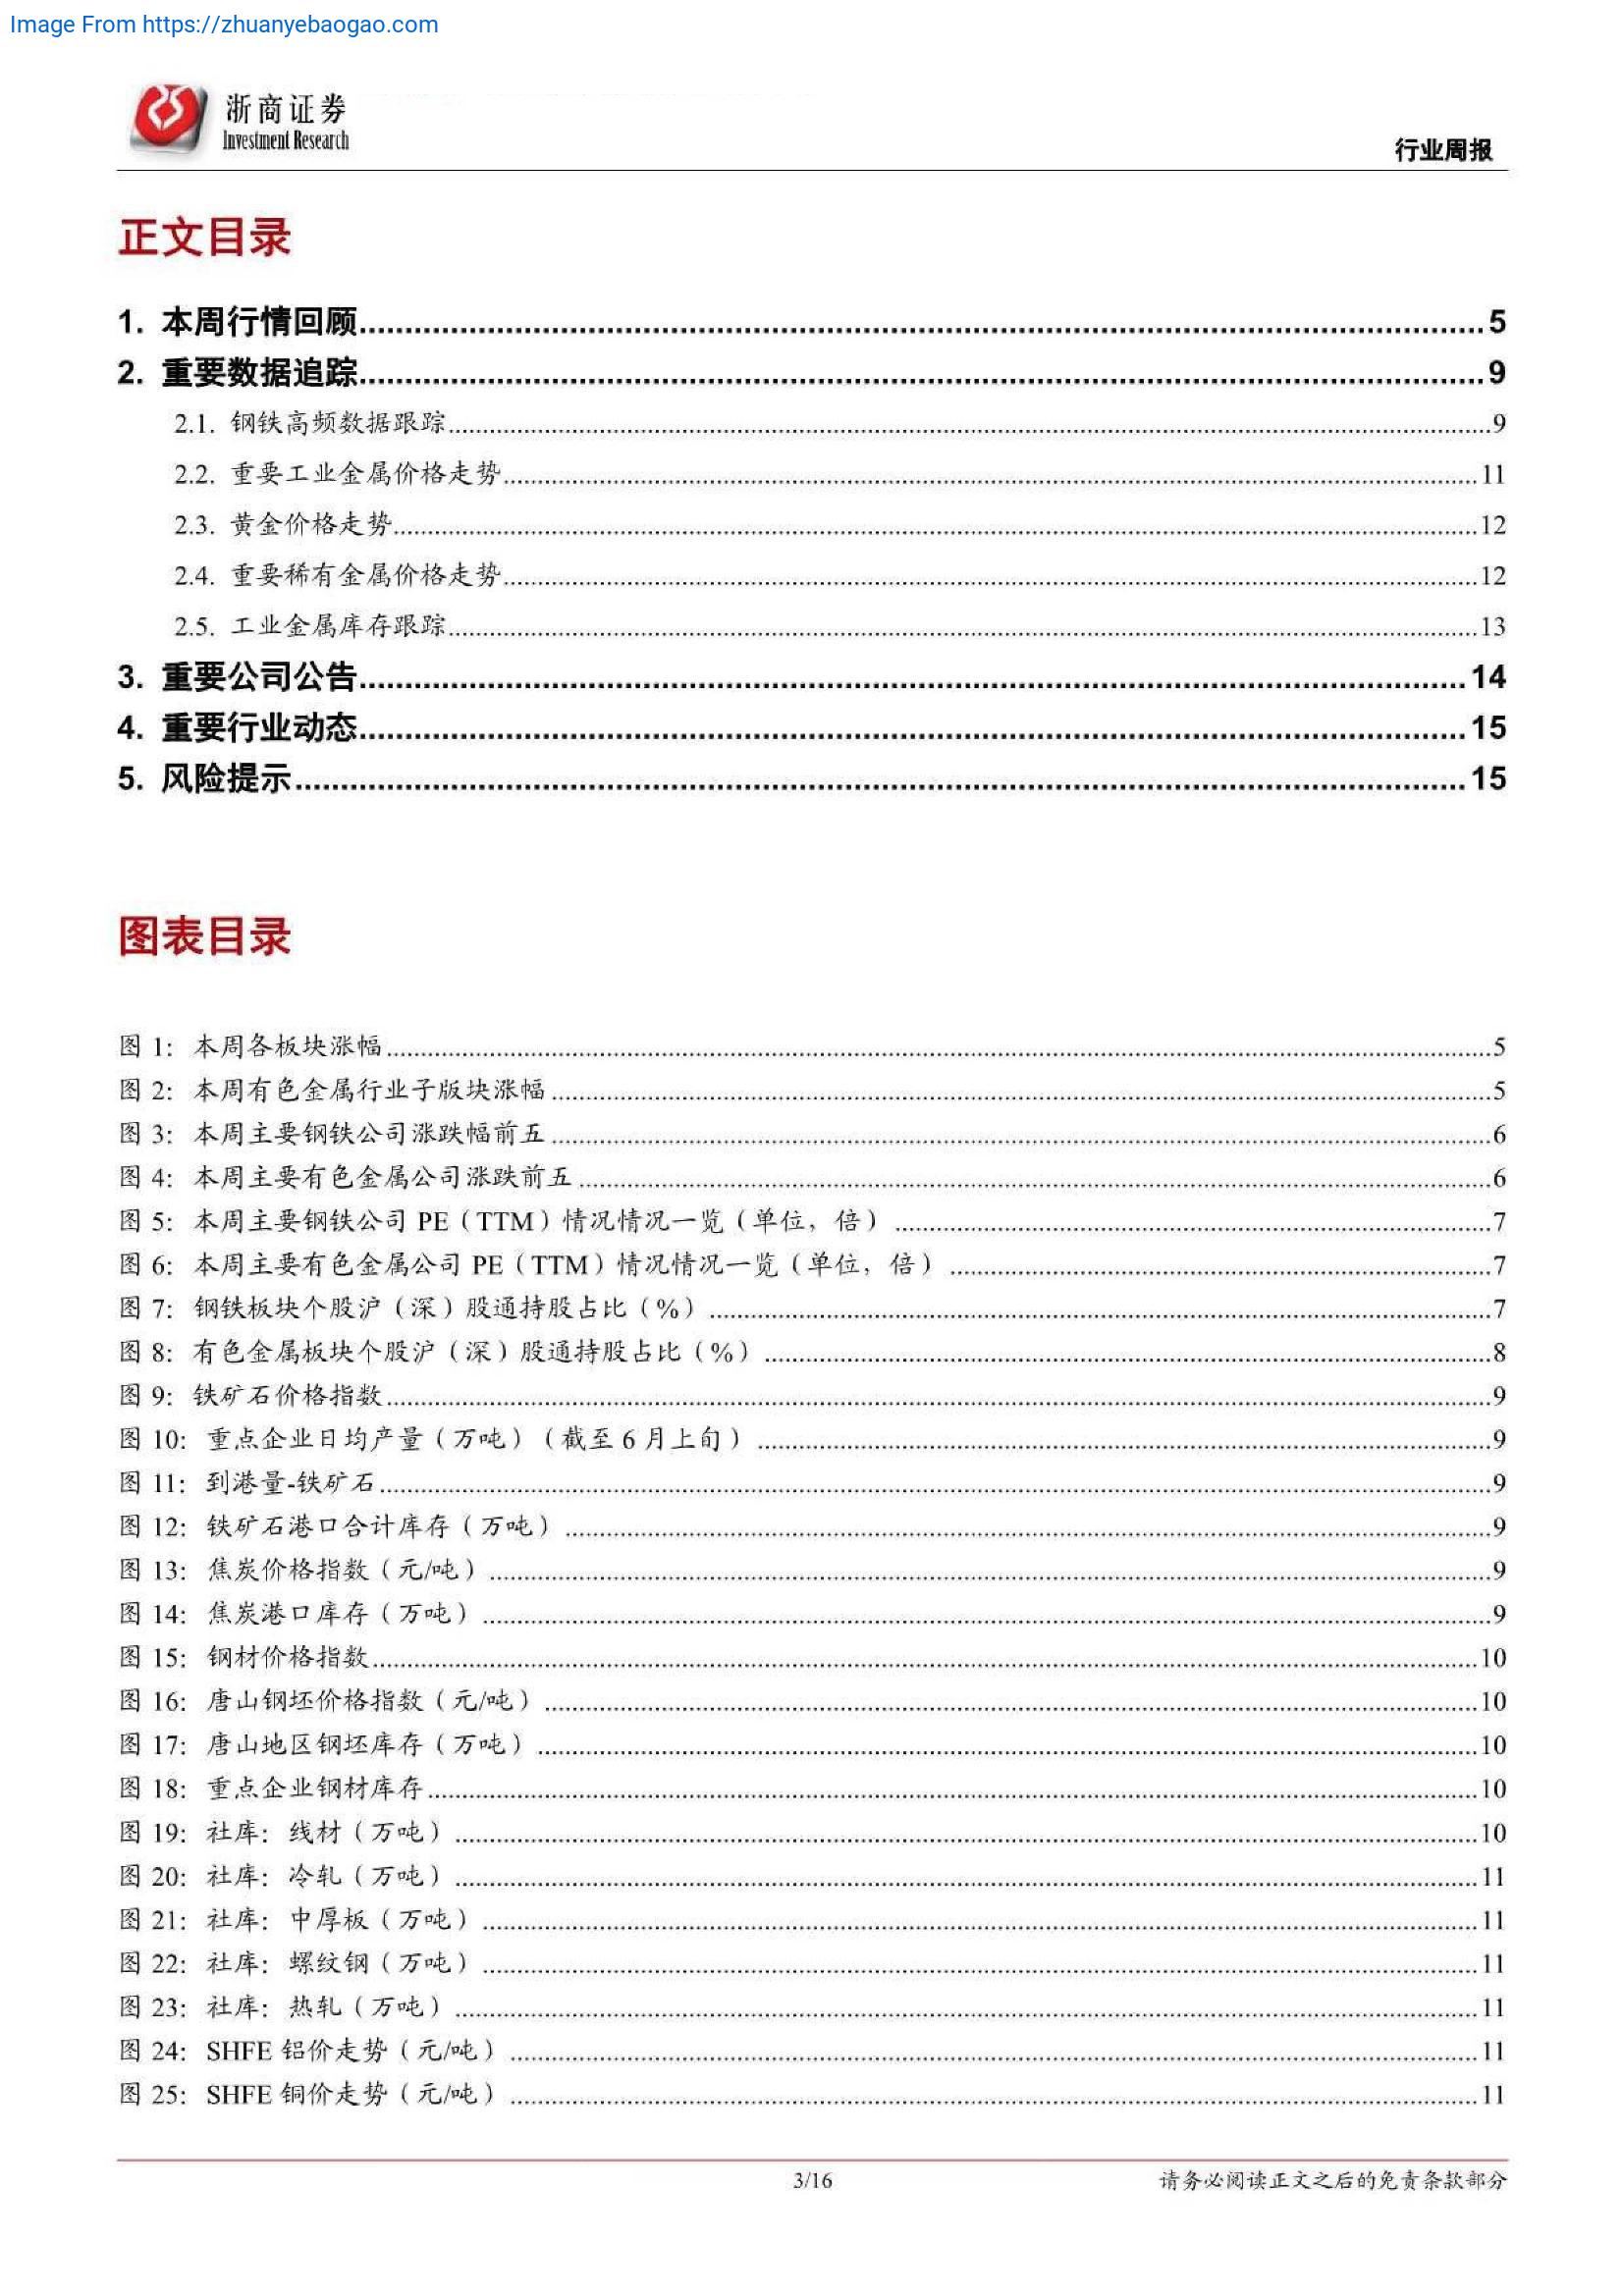 Image From https://zhuanyebaogao.com
浙商证券
Investment Research
行业周报
正文目录
1. 本周行情回顾 5
2. 重要数据追踪 9
2.1. 钢铁高频数据跟踪 9
2.2. 重要工业金属价格走势 11
2.3. 黄金价格走势 12
2.4. 重要稀有金属价格走势 12
2.5. 工业金属库存跟踪 13
3. 重要公司公告 14
4. 重要行业动态 15
5. 风险提示 15
图表目录
图 1：本周各板块涨幅 5
图 2：本周有色金属行业子版块涨幅 5
图 3：本周主要钢铁公司涨跌幅前五 6
图 4：本周主要有色金属公司涨跌前五 6
图 5：本周主要钢铁公司 PE（TTM）情况情况一览（单位，倍） 7
图 6：本周主要有色金属公司 PE（TTM）情况情况一览（单位，倍） 7
图 7：钢铁板块个股沪（深）股通持股占比（%） 7
图 8：有色金属板块个股沪（深）股通持股占比（%） 8
图 9：铁矿石价格指数 9
图 10：重点企业日均产量（万吨）（截至 6 月上旬） 9
图 11：到港量-铁矿石 9
图 12：铁矿石港口合计库存（万吨） 9
图 13：焦炭价格指数（元/吨） 9
图 14：焦炭港口库存（万吨） 9
图 15：钢材价格指数 10
图 16：唐山钢坯价格指数（元/吨） 10
图 17：唐山地区钢坯库存（万吨） 10
图 18：重点企业钢材库存 10
图 19：社库：线材（万吨） 10
图 20：社库：冷轧（万吨） 11
图 21：社库：中厚板（万吨） 11
图 22：社库：螺纹钢（万吨） 11
图 23：社库：热轧（万吨） 11
图 24：SHFE 铝价走势（元/吨） 11
图 25：SHFE 铜价走势（元/吨） 11
3/16
请务必阅读正文之后的免责条款部分